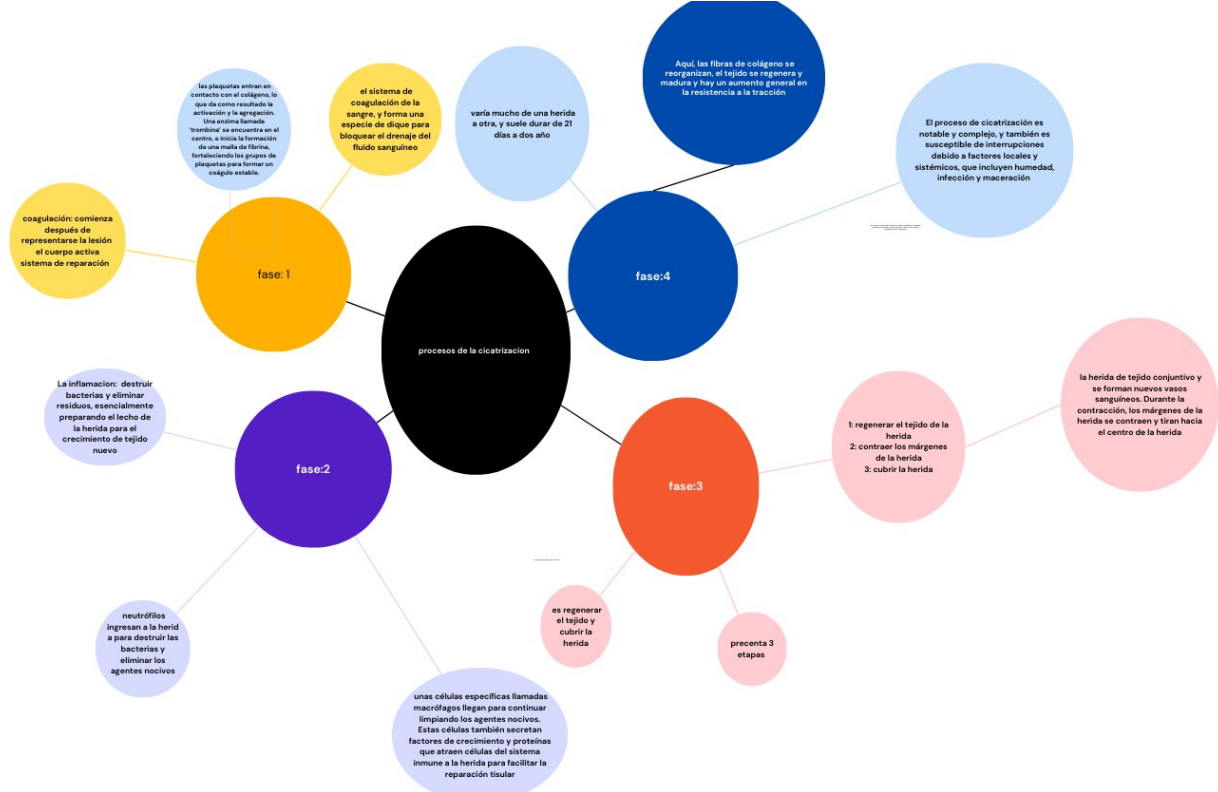 procesos de la cicatrizacion
fase: 1
coagulación: comienza
después de
representarse la lesión
el cuerpo activa
sistema de reparación
las plaquetas entran en
contacto con el colágeno, lo
que da como resultado la
activación y la agregación.
Una enzima llamada
'trombina' se encuentra en el
centro, e inicia la formación
de una malla de fibrina,
fortaleciendo los grupos de
plaquetas para formar un
coágulo estable.
el sistema de
coagulación de la
sangre, y forma una
especie de dique para
bloquear el drenaje del
fluido sanguíneo
fase:2
La inflamacion: destruir
bacterias y eliminar
residuos, esencialmente
preparando el lecho de
la herida para el
crecimiento de tejido
nuevo
neutrófilos
ingresan a la herid
a para destruir las
bacterias y
eliminar los
agentes nocivos
unas células específicas llamadas
macrófagos llegan para continuar
limpiando los agentes nocivos.
Estas células también secretan
factores de crecimiento y proteínas
que atraen células del sistema
inmune a la herida para facilitar la
reparación tisular
fase:3
es regenerar
el tejido y
cubrir la
herida
precenta 3
etapas
1: regenerar el tejido de la
herida
2: contraer los márgenes
de la herida
3: cubrir la herida
la herida de tejido conjuntivo y
se forman nuevos vasos
sanguíneos. Durante la
contracción, los márgenes de la
herida se contraen y tiran hacia
el centro de la herida
fase:4
varía mucho de una herida
a otra, y suele durar de 21
días a dos año
Aquí, las fibras de colágeno se
reorganizan, el tejido se regenera y
madura y hay un aumento general en
la resistencia a la tracción
El proceso de cicatrización es
notable y complejo, y también es
susceptible de interrupciones
debido a factores locales y
sistémicos, que incluyen humedad,
infección y maceración